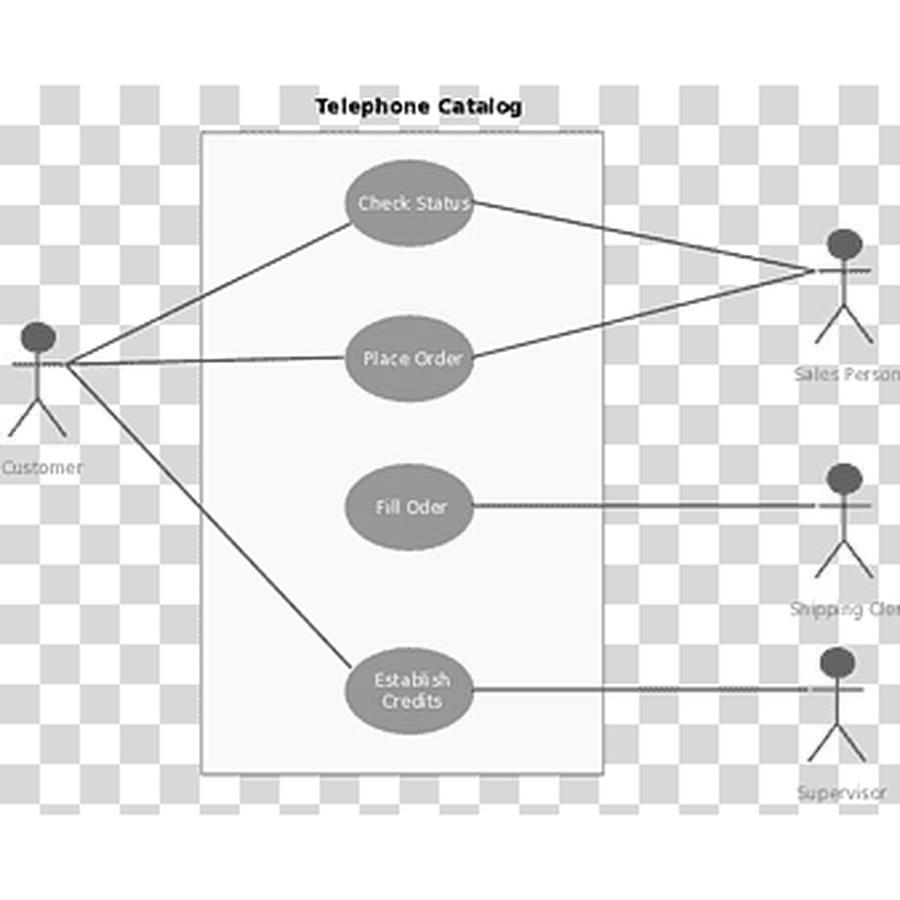 Telephone Catalog
Check Status
Place Order
Sales Person
Customer
Fill Oder
Shipping Cler
Establish
Credits
Supervisor